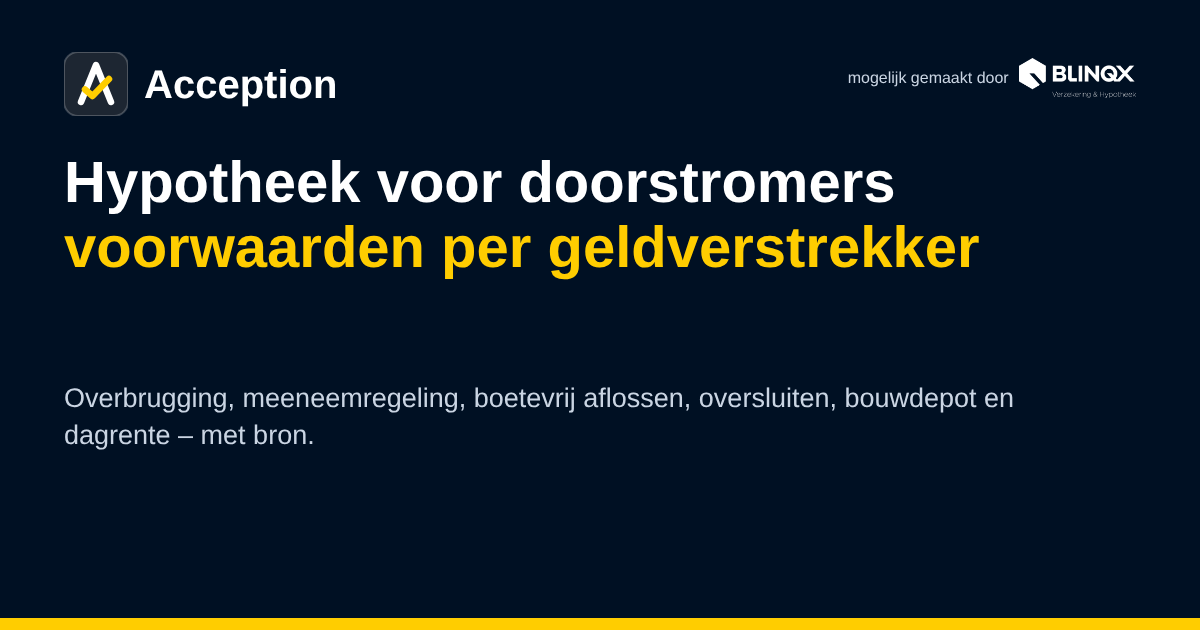 Acception
mogelijk gemaakt door
BLINQX
Verzekering & Hypotheek
Hypotheek voor doorstromers
voorwaarden per geldverstrekker
Overbrugging, meeneemregeling, boetevrij aflossen, oversluiten, bouwdepot en
dagrente – met bron.